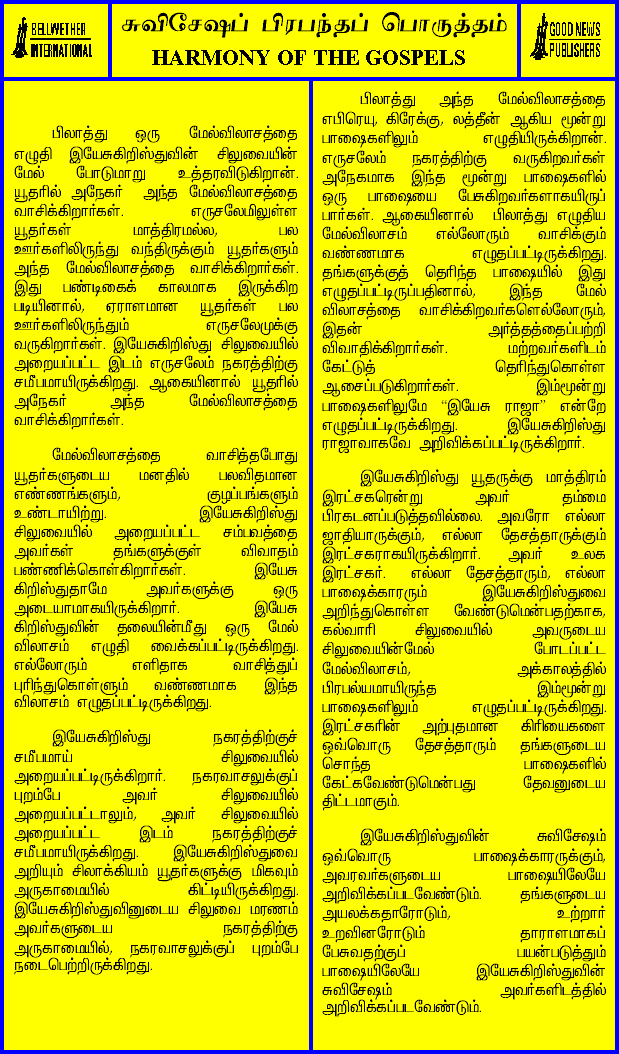 BELLWETHER
INTERNATIONAL
சுவிசேஷப் பிரபந்தப் பொருத்தம்
HARMONY OF THE GOSPELS
GOOD NEWS
PUBLISHERS
பிலாத்து ஒரு மேல்விலாசத்தை
எழுதி இயேசுகிறிஸ்துவின் சிலுவையின்
மேல் போடுமாறு உத்தரவிடுகிறான்.
யூதரில் அநேகர் அந்த மேல்விலாசத்தை
வாசிக்கிறார்கள். எருசலேமிலுள்ள
யூதர்கள் மாத்திரமல்ல, பல
ஊர்களிலிருந்து வந்திருக்கும் யூதர்களும்
அந்த மேல்விலாசத்தை வாசிக்கிறார்கள்.
இது பண்டிகைக் காலமாக இருக்கிற
படியினால், ஏராளமான யூதர்கள் பல
ஊர்களிலிருந்தும் எருசலேமுக்கு
வருகிறார்கள். இயேசுகிறிஸ்து சிலுவையில்
அறையப்பட்ட இடம் எருசலேம் நகரத்திற்கு
சமீபமாயிருக்கிறது. ஆகையினால் யூதரில்
அநேகர் அந்த மேல்விலாசத்தை
வாசிக்கிறார்கள்.
மேல்விலாசத்தை வாசித்தபோது
யூதர்களுடைய மனதில் பலவிதமான
எண்ணங்களும், குழப்பங்களும்
உண்டாயிற்று. இயேசுகிறிஸ்து
சிலுவையில் அறையப்பட்ட சம்பவத்தை
அவர்கள் தங்களுக்குள் விவாதம்
பண்ணிக்கொள்கிறார்கள். இயேசு
கிறிஸ்துதாமே அவர்களுக்கு ஒரு
அடையாமாகயிருக்கிறார். இயேசு
கிறிஸ்துவின் தலையின்மீது ஒரு மேல்
விலாசம் எழுதி வைக்கப்பட்டிருக்கிறது.
எல்லோரும் எளிதாக வாசித்துப்
புரிந்துகொள்ளும் வண்ணமாக இந்த
விலாசம் எழுதப்பட்டிருக்கிறது.
இயேசுகிறிஸ்து நகரத்திற்குச்
சமீபமாய் சிலுவையில்
அறையப்பட்டிருக்கிறார். நகரவாசலுக்குப்
புறம்பே அவர் சிலுவையில்
அறையப்பட்டாலும், அவர் சிலுவையில்
அறையப்பட்ட இடம் நகரத்திற்குச்
சமீபமாயிருக்கிறது. இயேசுகிறிஸ்துவை
அறியும் சிலாக்கியம் யூதர்களுக்கு மிகவும்
அருகாமையில் கிட்டியிருக்கிறது.
இயேசுகிறிஸ்துவினுடைய சிலுவை மரணம்
அவர்களுடைய நகரத்திற்கு
அருகாமையில், நகரவாசலுக்குப் புறம்பே
நடைபெற்றிருக்கிறது.
பிலாத்து அந்த மேல்விலாசத்தை
எபிரெயு, கிரேக்கு, லத்தீன் ஆகிய மூன்று
பாஷைகளிலும் எழுதியிருக்கிறான்.
எருசலேம் நகரத்திற்கு வருகிறவர்கள்
அநேகமாக இந்த மூன்று பாஷைகளில்
ஒரு பாஷையை பேசுகிறவர்களாகயிருப்
பார்கள். ஆகையினால் பிலாத்து எழுதிய
மேல்விலாசம் எல்லோரும் வாசிக்கும்
வண்ணமாக எழுதப்பட்டிருக்கிறது.
தங்களுக்குத் தெரிந்த பாஷையில் இது
எழுதப்பட்டிருப்பதினால், இந்த மேல்
விலாசத்தை வாசிக்கிறவர்களெல்லோரும்,
இதன் அர்த்தத்தைப்பற்றி
விவாதிக்கிறார்கள். மற்றவர்களிடம்
கேட்டுத் தெரிந்துகொள்ள
ஆசைப்படுகிறார்கள். இம்மூன்று
பாஷைகளிலுமே “இயேசு ராஜா” என்றே
எழுதப்பட்டிருக்கிறது. இயேசுகிறிஸ்து
ராஜாவாகவே அறிவிக்கப்பட்டிருக்கிறார்.
இயேசுகிறிஸ்து யூதருக்கு மாத்திரம்
இரட்சகரென்று அவர் தம்மை
பிரகடனப்படுத்தவில்லை. அவரோ எல்லா
ஜாதியாருக்கும், எல்லா தேசத்தாருக்கும்
இரட்சகராகயிருக்கிறார். அவர் உலக
இரட்சகர். எல்லா தேசத்தாரும், எல்லா
பாஷைக்காரரும் இயேசுகிறிஸ்துவை
அறிந்துகொள்ள வேண்டுமென்பதற்காக,
கல்வாரி சிலுவையில் அவருடைய
சிலுவையின்மேல் போடப்பட்ட
மேல்விலாசம், அக்காலத்தில்
பிரபல்யமாயிருந்த இம்மூன்று
பாஷைகளிலும் எழுதப்பட்டிருக்கிறது.
இரட்சகரின் அற்புதமான கிரியைகளை
ஒவ்வொரு தேசத்தாரும் தங்களுடைய
சொந்த பாஷைகளில்
கேட்கவேண்டுமென்பது தேவனுடைய
திட்டமாகும்.
இயேசுகிறிஸ்துவின் சுவிசேஷம்
ஒவ்வொரு பாஷைக்காரருக்கும்,
அவரவர்களுடைய பாஷையிலேயே
அறிவிக்கப்படவேண்டும். தங்களுடைய
அயலக்கதாரோடும், உற்றார்
உறவினரோடும் தாராளமாகப்
பேசுவதற்குப் பயன்படுத்தும்
பாஷையிலேயே இயேசுகிறிஸ்துவின்
சுவிசேஷம் அவர்களிடத்தில்
அறிவிக்கப்படவேண்டும்.